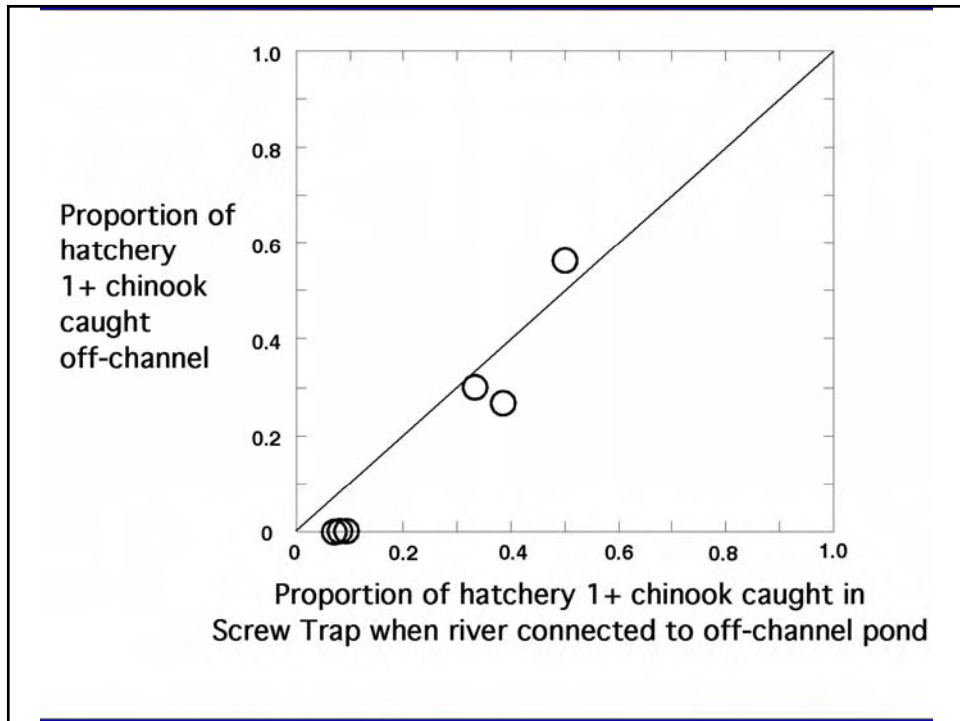 1.0
0.8
0.6
0.4
0.2
0
Proportion of
hatchery
1+ chinook
caught
off-channel
0 0.2 0.4 0.6 0.8 1.0
Proportion of hatchery 1+ chinook caught in
Screw Trap when river connected to off-channel pond